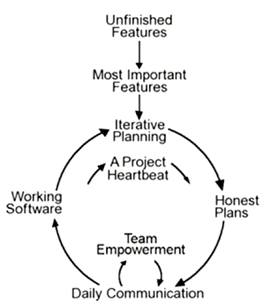 Unfinished
Features
Most Important
Features
Iterative
Planning
A Project
Heartbeat
Working
Software
Honest
Plans
Team
Empowerment
Daily Communication